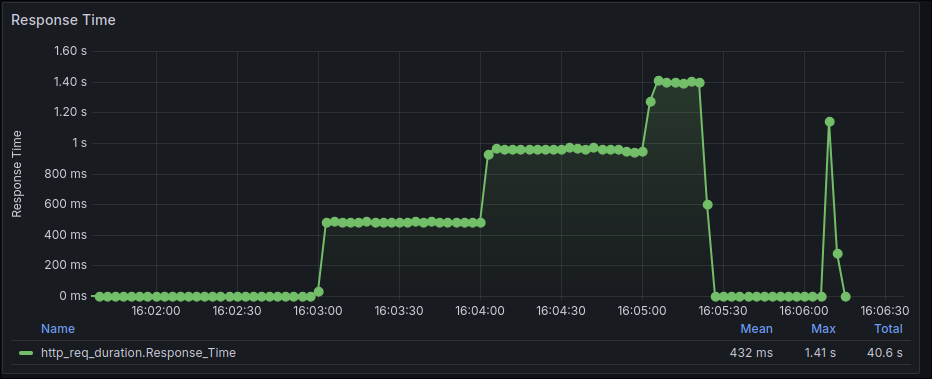 Response Time
1.60 s
1.40 s
1.20 s
1 s
800 ms
600 ms
400 ms
200 ms
0 ms
Response Time
16:02:00 16:02:30 16:03:00 16:03:30 16:04:00 16:04:30 16:05:00 16:05:30 16:06:00 16:06:30
Name Mean Max Total
http_req_duration.Response_Time 432 ms 1.41 s 40.6 s